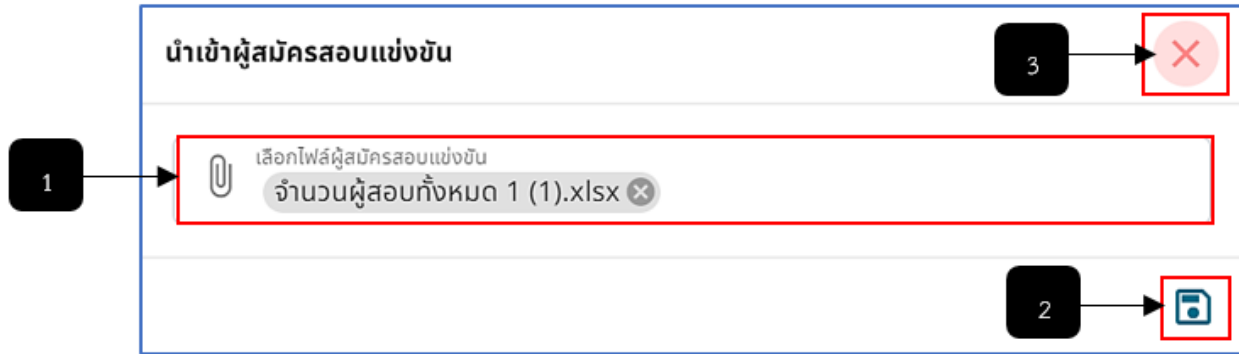 นำเข้าผู้สมัครสอบแข่งขัน
3
เลือกไฟล์ผู้สมัครสอบแข่งขัน
1
จำนวนผู้สอบทั้งหมด 1 (1).xlsx
2